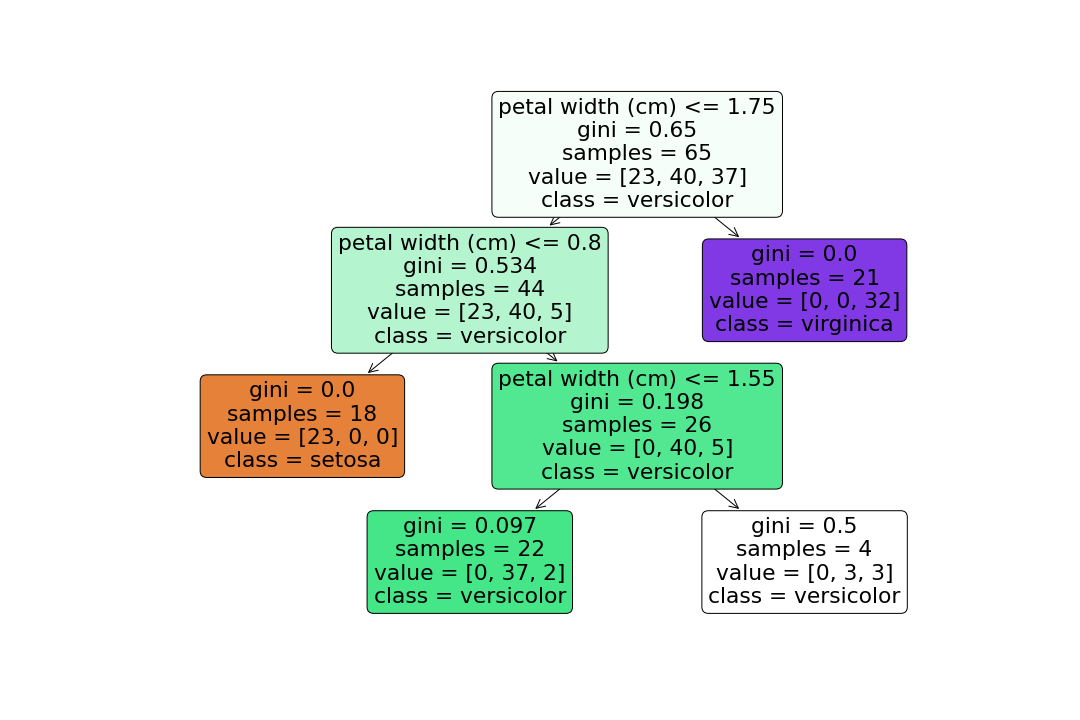 petal width (cm) <= 1.75
gini = 0.65
samples = 65
value = [23, 40, 37]
class = versicolor
petal width (cm) <= 0.8
gini = 0.534
samples = 44
value = [23, 40, 5]
class = versicolor
gini = 0.0
samples = 21
value = [0, 0, 32]
class = virginica
gini = 0.0
samples = 18
value = [23, 0, 0]
class = setosa
petal width (cm) <= 1.55
gini = 0.198
samples = 26
value = [0, 40, 5]
class = versicolor
gini = 0.097
samples = 22
value = [0, 37, 2]
class = versicolor
gini = 0.5
samples = 4
value = [0, 3, 3]
class = versicolor